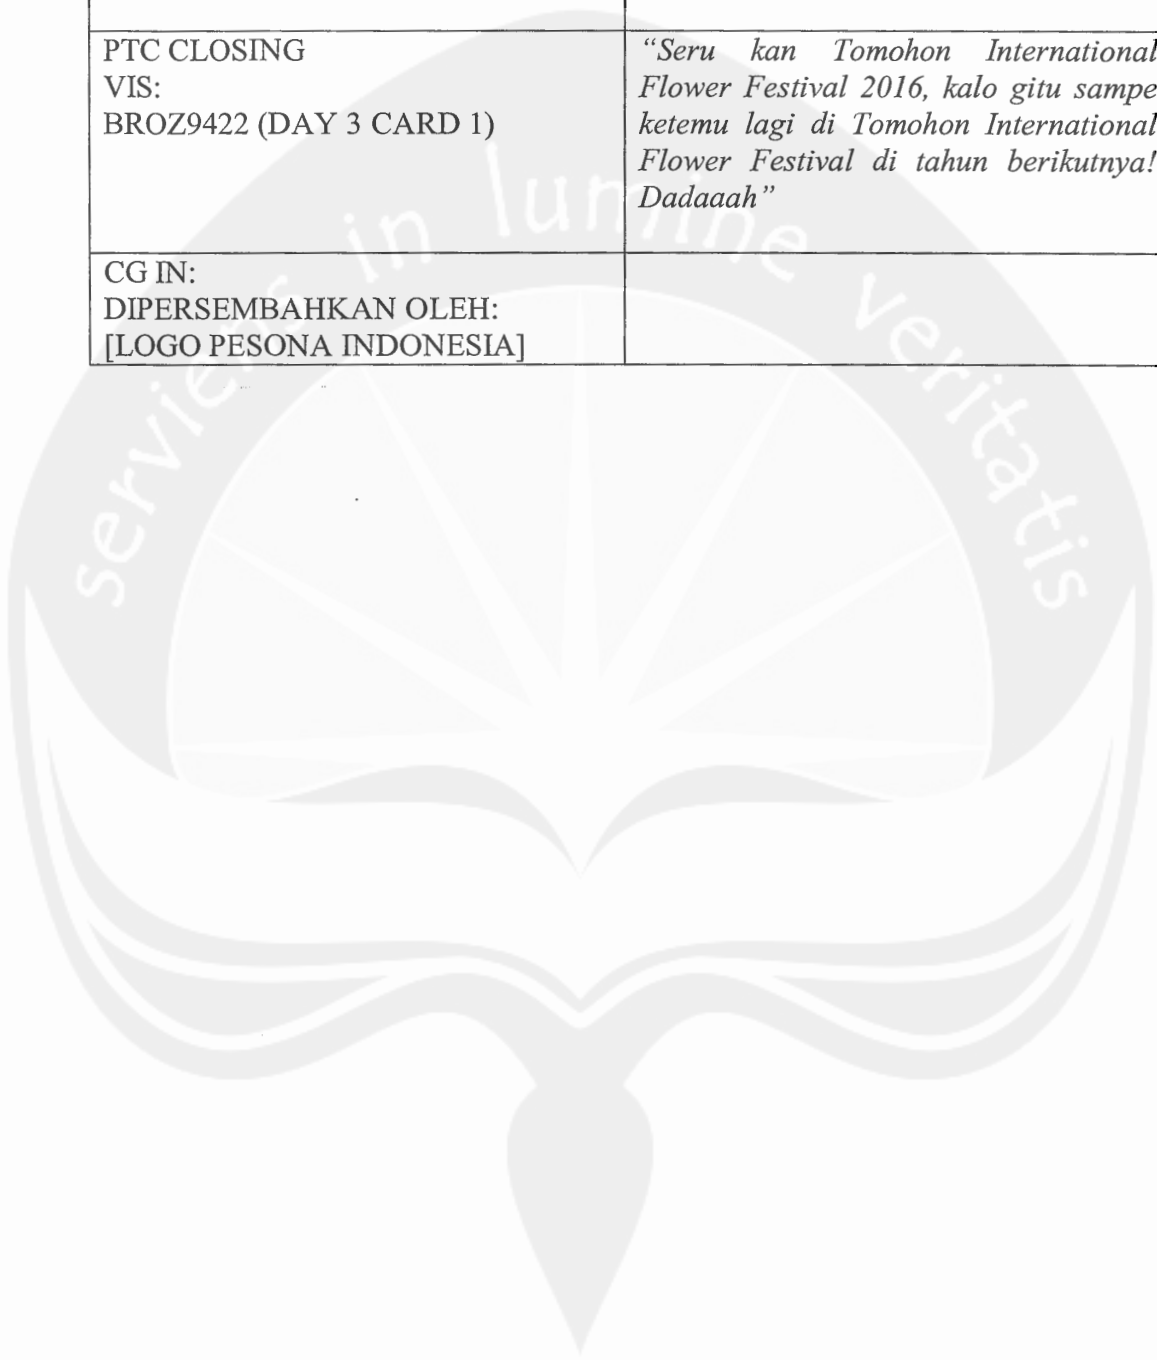 PTC CLOSING
VIS:
BROZ9422 (DAY 3 CARD 1)
“Seru kan Tomohon International
Flower Festival 2016, kalo gitu sampe
ketemu lagi di Tomohon International
Flower Festival di tahun berikutnya!
Dadaaah”
CG IN:
DIPERSEMBAHKAN OLEH:
[LOGO PESONA INDONESIA]
serviens in lumine veritatis